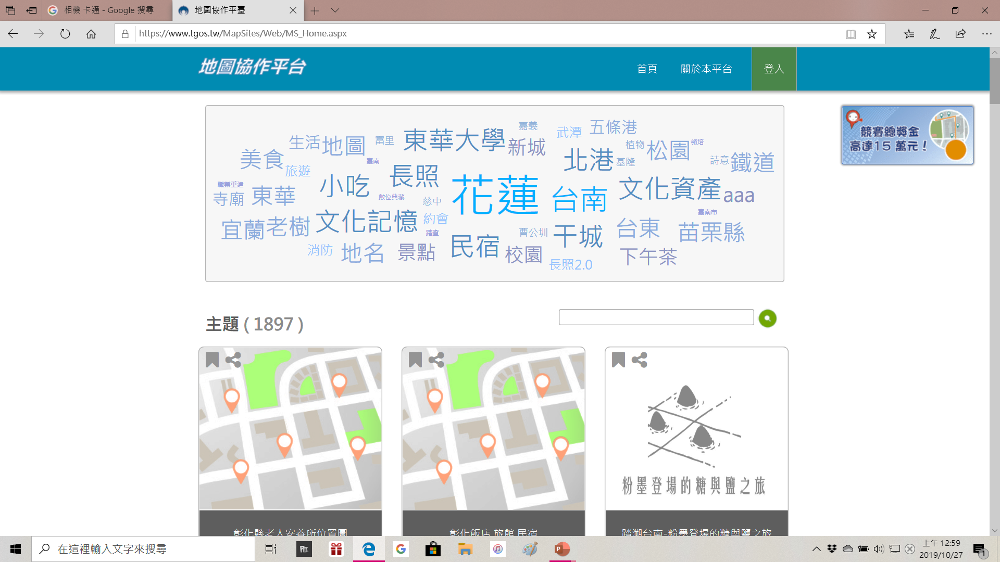 相機 卡通 - Google 搜尋
地圖協作平臺
https://www.tgos.tw/MapSites/Web/MS_Home.aspx
地圖協作平台
首頁
關於本平台
登入
競賽總獎金
高達15 萬元！
嘉義
武潭
五條港
生活
地圖
富里
東華大學
新城
植物
松園
領培
美食
臺南
北港
基隆
詩意
鐵道
旅遊
長照
職業重建
小吃
花蓮
台南
文化資產
aaa
寺廟
東華
數位典藏
慈中
臺南市
宜蘭
老樹
文化記憶
約會
踏查
曹公圳
干城
台東
苗栗縣
消防
地名
景點
民宿
校園
長照2.0
下午茶
主題 ( 1897 )
粉墨登場的糖與鹽之旅
彰化縣老人安養所位置圖
彰化飯店 旅館 民宿
踏溯台南-粉墨登場的糖與鹽之旅
在這裡輸入文字來搜尋
上午 12:59
2019/10/27
1